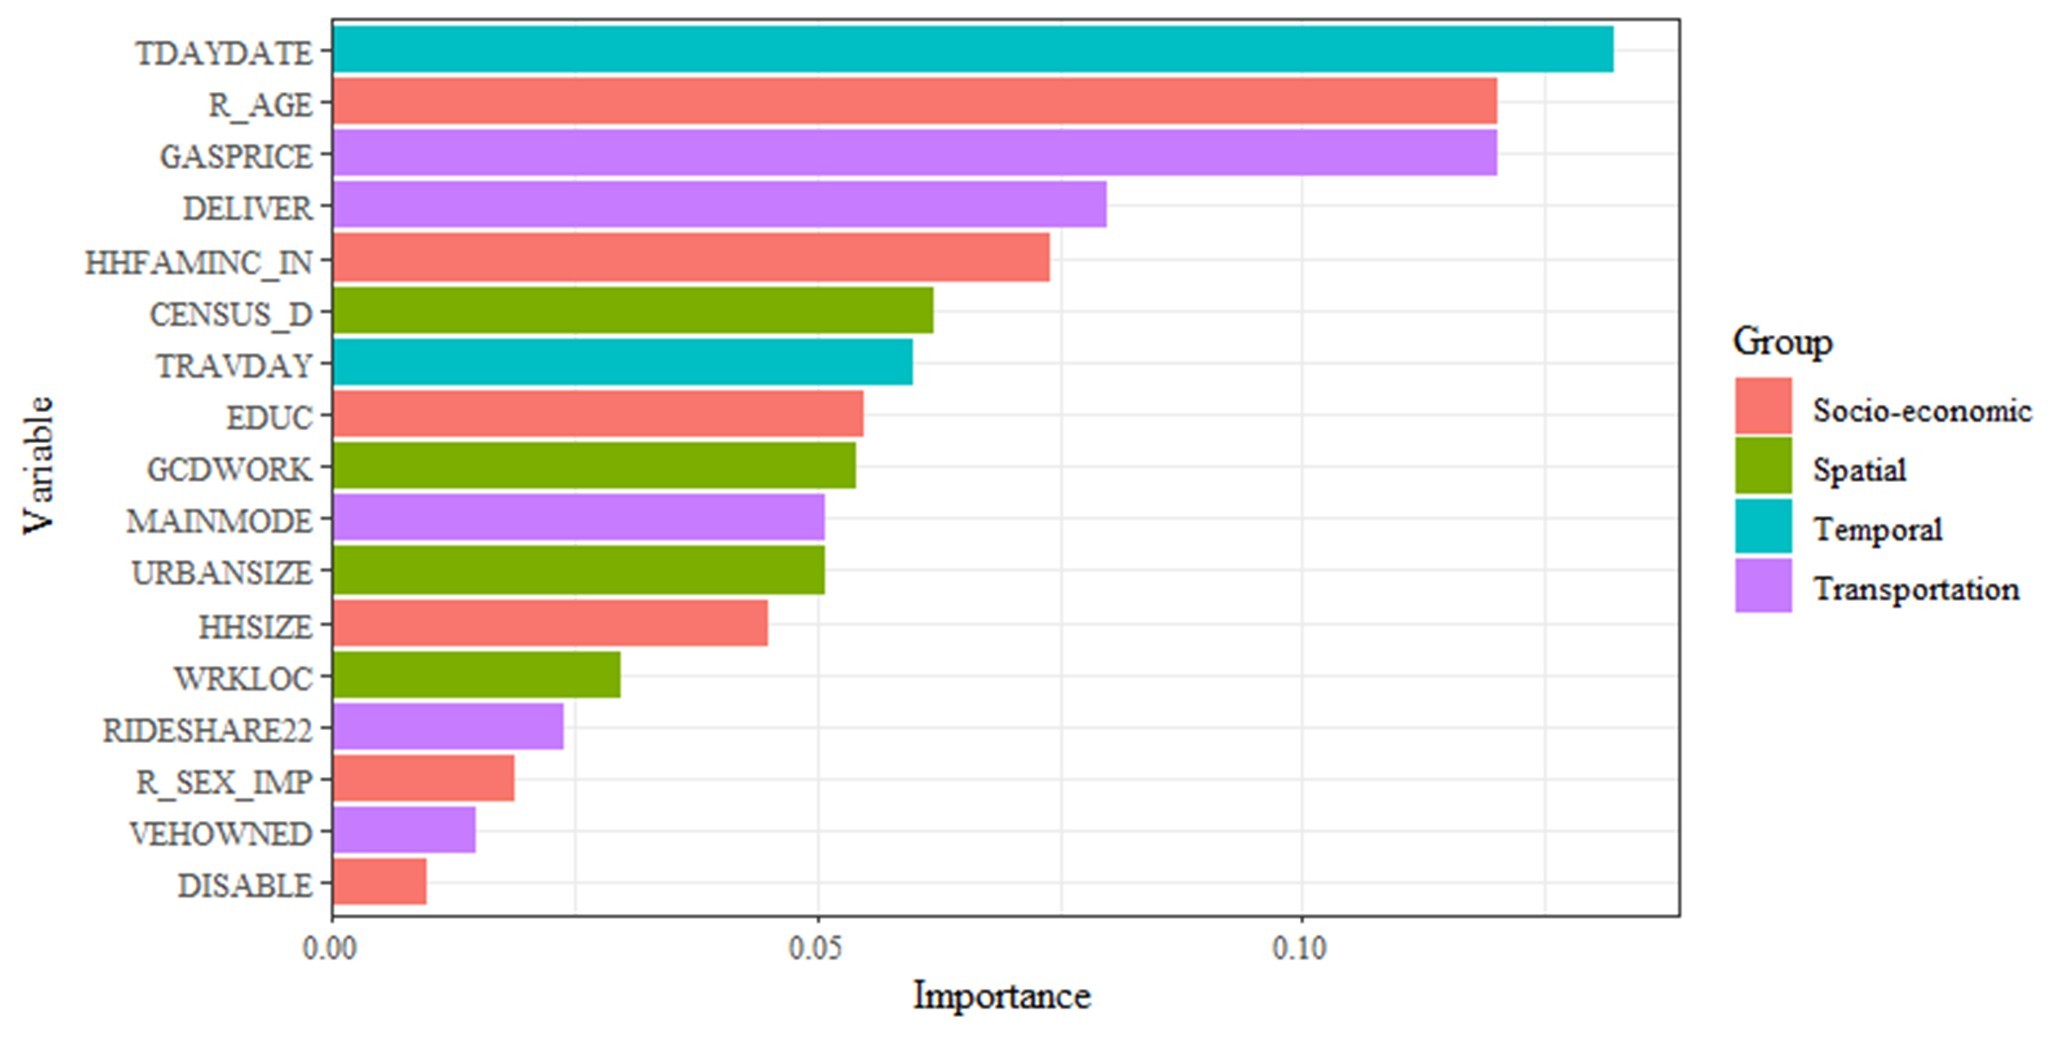 TDAYDATE
R_AGE
GASPRICE
DELIVER
HHFAMINC_IN
CENSUS_D
TRAVDAY
EDUC
GCDWORK
MAINMODE
URBANSIZE
HHSIZE
WRKLOC
RIDESHARE22
R_SEX_IMP
VEHOWNED
DISABLE
Variable
0.00 0.05 0.10
Importance
Group
Socio-economic
Spatial
Temporal
Transportation